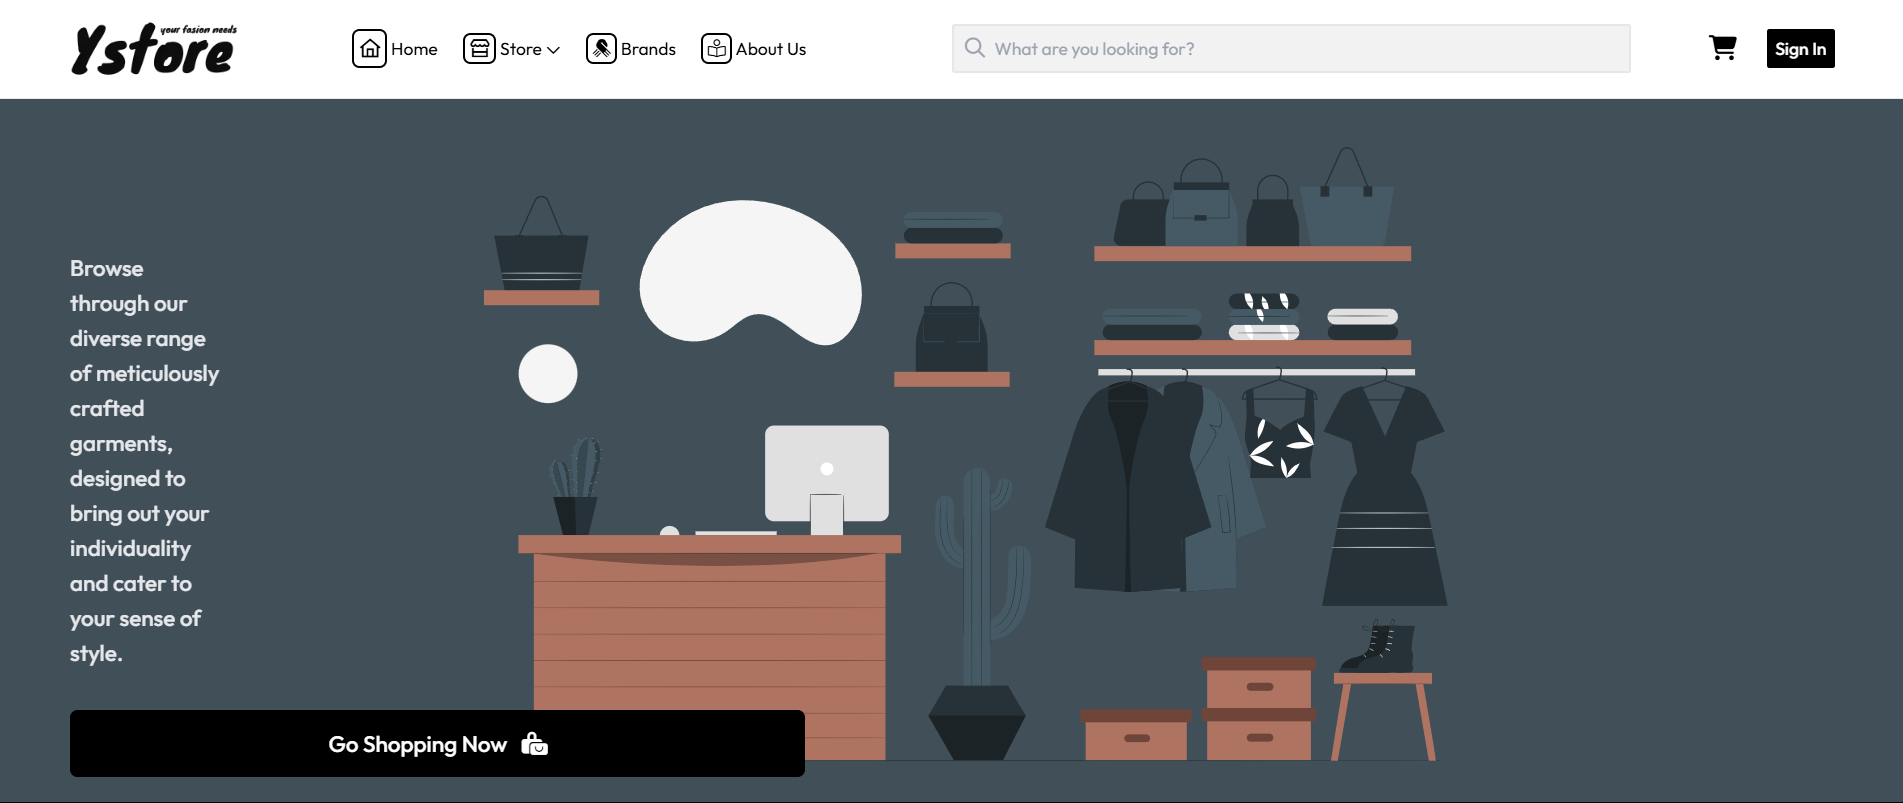 your fasion needs
Ystore
Home
Store
Brands
About Us
What are you looking for?
Sign In
Browse
through our
diverse range
of meticulously
crafted
garments,
designed to
bring out your
individuality
and cater to
your sense of
style.
Go Shopping Now